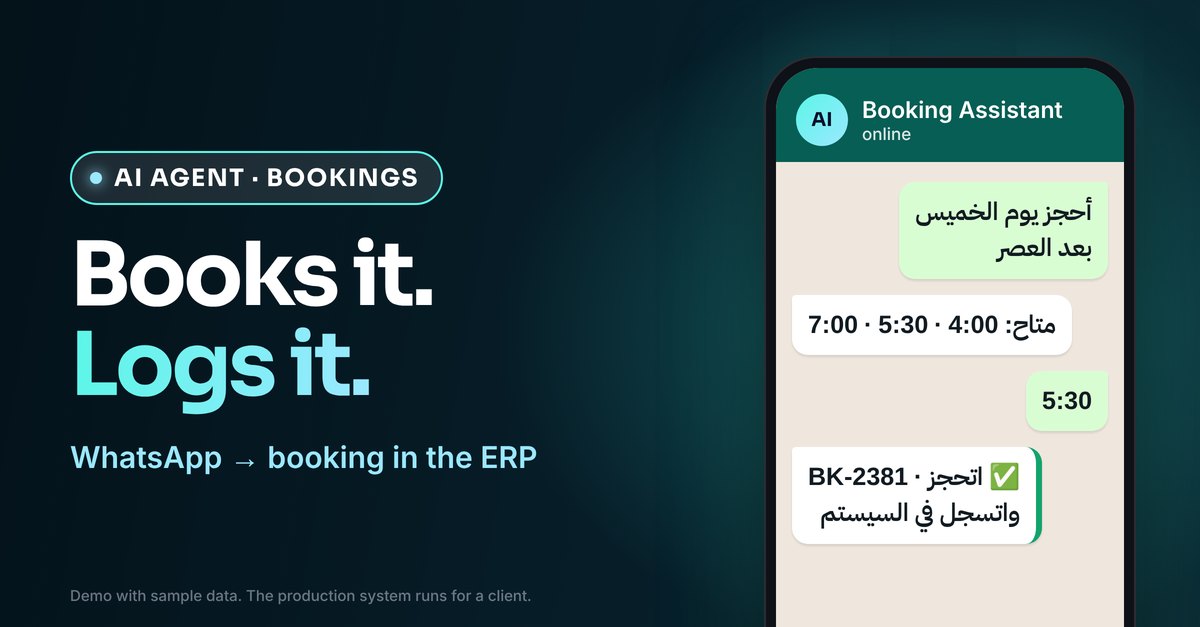 AI AGENT · BOOKINGS
Books it.
Logs it.
WhatsApp → booking in the ERP
Demo with sample data. The production system runs for a client.
AI
Booking Assistant
online
أحجز يوم الخميس
بعد العصر
متاح: 4:00 · 5:30 · 7:00
5:30
✅ اتحجز · BK-2381
واتسجل في السيستم